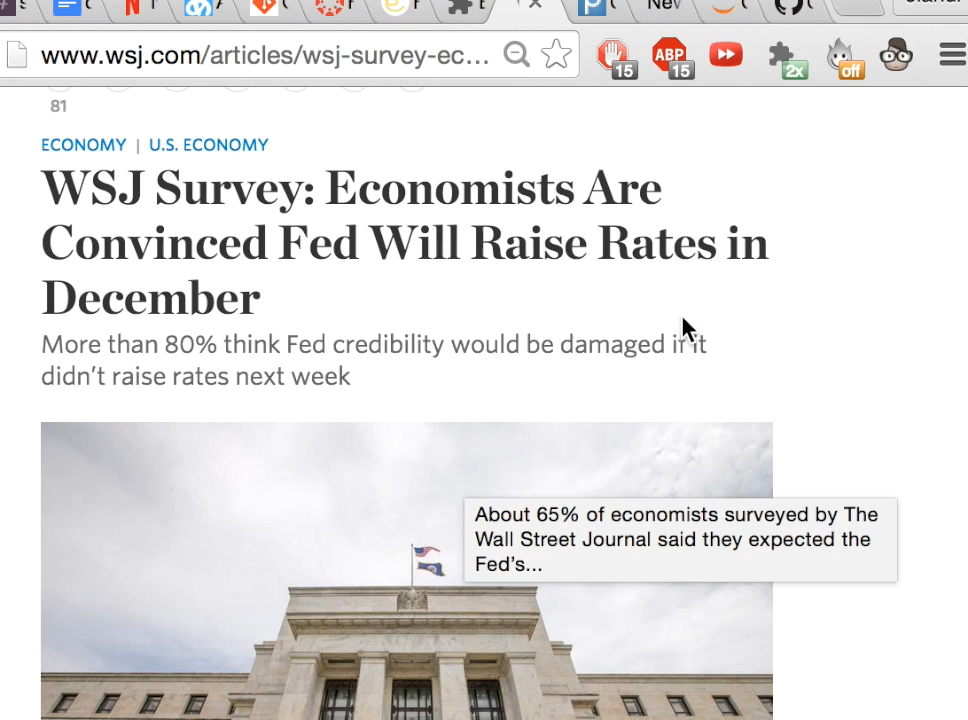 www.wsj.com/articles/wsj-survey-ec...
15
ABP
15
2x
off
81
ECONOMY | U.S. ECONOMY
WSJ Survey: Economists Are
Convinced Fed Will Raise Rates in
December
More than 80% think Fed credibility would be damaged if it
didn't raise rates next week
About 65% of economists surveyed by The
Wall Street Journal said they expected the
Fed's...